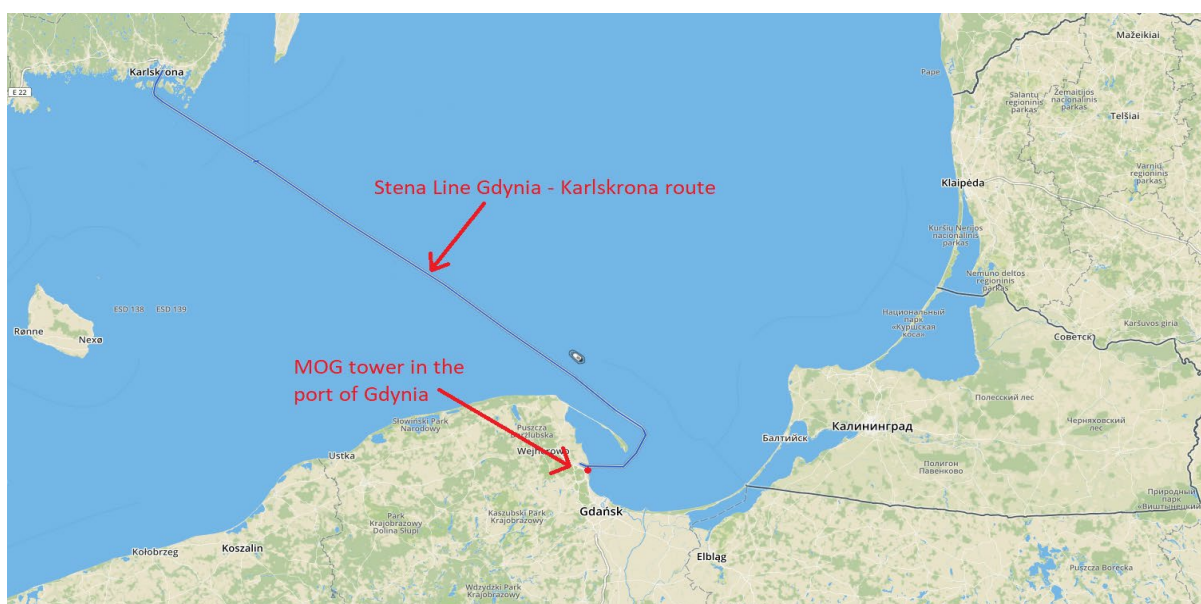 Mažeikiai
Karlskrona
Pape
E 22
Salantų
regioninis
parkas
Žemaitijos
nacionalinis
parkas
Telšiai
Varnių
regioninis
parkas
Stena Line Gdynia - Karlskrona route
Klaipėda
Kuršių Nerijos
nacionalinis
parkas
Nemuno deltos
regioninis
parkas
ESD 138
ESD 139
Национальный
парк
«Куршская
коса»
Karšuvos giria
Rønne
Nexø
Советск
MOG tower in the
port of Gdynia
Полесский лес
Słowiński Park
Narodowy
Puszcza
Darżlubska
Черняховский
лес
Калининград
Балтийск
Wejherowo
Ustka
Полигон
Павенково
Природный
парк
«Виштынецкий
Gdańsk
Kaszubski Park
Krajobrazowy
Park
Krajobrazowy
Dolina Słupi
Kołobrzeg
Koszalin
Elbląg
Puszcza Borecka
Wdzydzki Park
Krajobrazowy